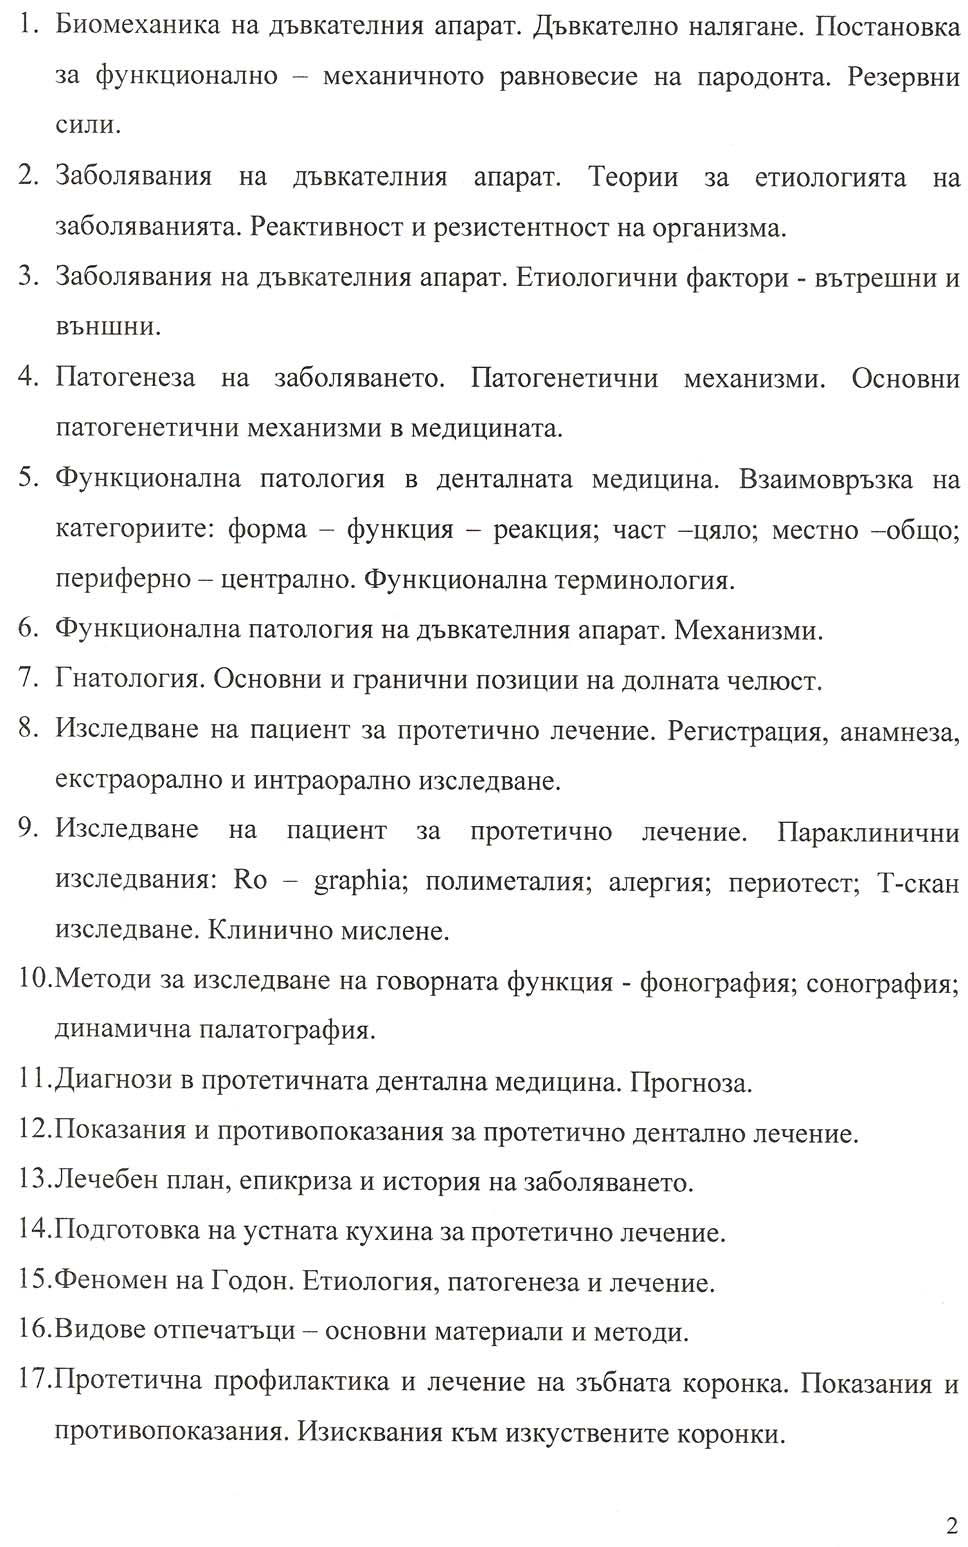 1. Биомеханика на дъвкателния апарат. Дъвкателно налягане. Постановка
за функционално – механичното равновесие на пародонта. Резервни
сили.
2. Заболявания на дъвкателния апарат. Теории за етиологията на
заболяванията. Реактивност и резистентност на организма.
3. Заболявания на дъвкателния апарат. Етиологични фактори - вътрешни и
външни.
4. Патогенеза на заболяването. Патогенетични механизми. Основни
патогенетични механизми в медицината.
5. Функционална патология в денталната медицина. Взаимовръзка на
категориите: форма – функция – реакция; част –цяло; местно –общо;
периферно – централно. Функционална терминология.
6. Функционална патология на дъвкателния апарат. Механизми.
7. Гнатология. Основни и гранични позиции на долната челюст.
8. Изследване на пациент за протетично лечение. Регистрация, анамнеза,
екстраорално и интраорално изследване.
9. Изследване на пациент за протетично лечение. Параклинични
изследвания: Ro – graphia; полиметалия; алергия; периотест; Т-скан
изследване. Клинично мислене.
10.Методи за изследване на говорната функция - фонография; сонография;
динамична палатография.
11.Диагнози в протетичната дентална медицина. Прогноза.
12.Показания и противопоказания за протетично дентално лечение.
13.Лечебен план, епикриза и история на заболяването.
14.Подготовка на устната кухина за протетично лечение.
15.Феномен на Годон. Етиология, патогенеза и лечение.
16.Видове отпечатъци – основни материали и методи.
17.Протетична профилактика и лечение на зъбната коронка. Показания и
противопоказания. Изисквания към изкуствените коронки.
2